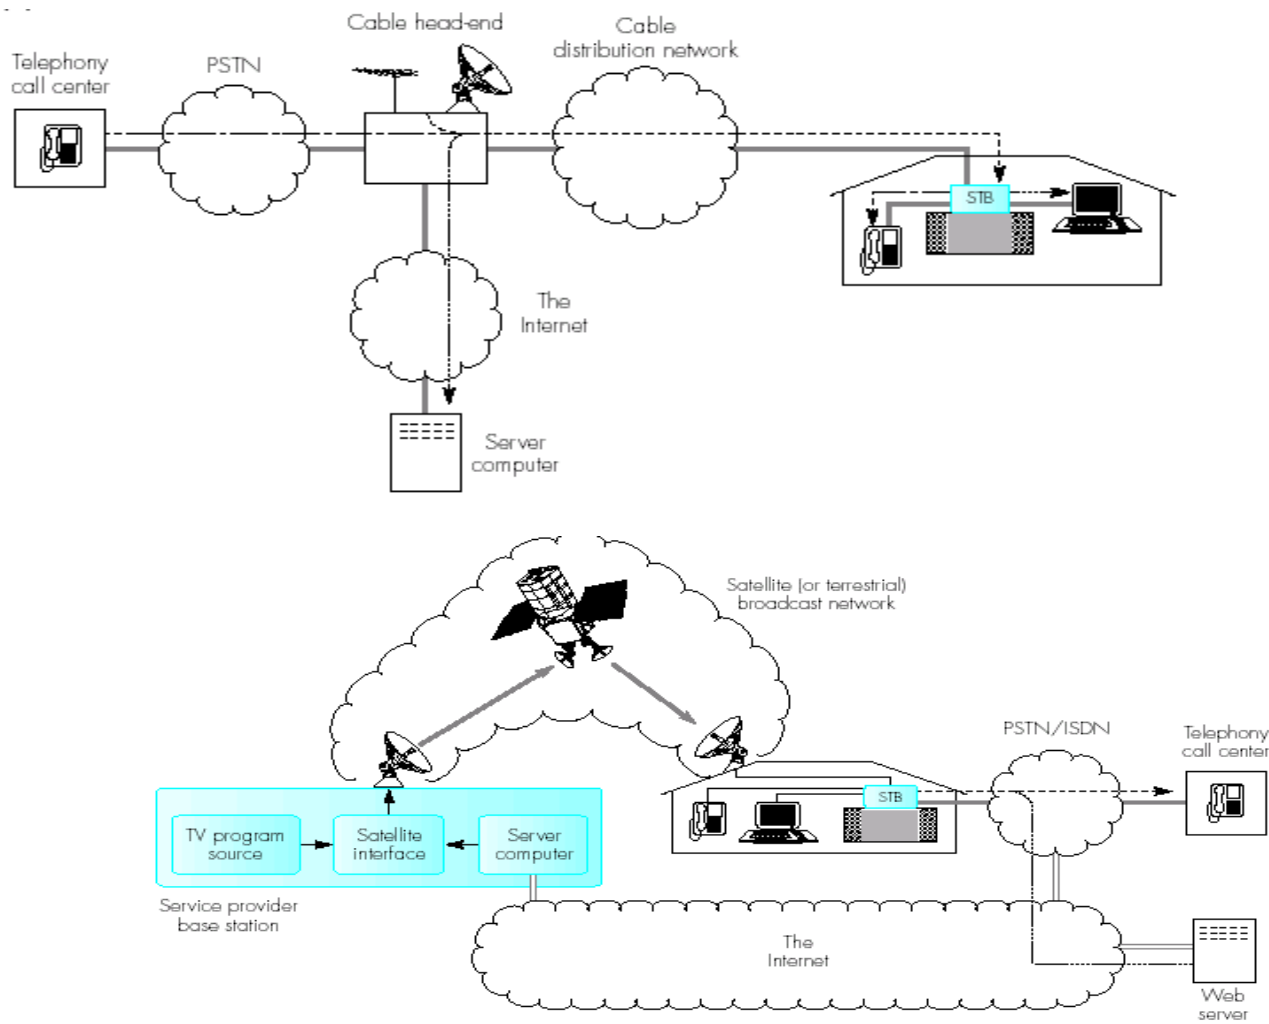 Cable head-end
Cable
distribution network
Telephony
call center
PSTN
STB
The
Internet
Server
computer
Satellite (or terrestrial)
broadcast network
PSTN/ISDN
Telephony
call center
STB
TV program
source
Satellite
interface
Server
computer
Service provider
base station
The
Internet
Web
server